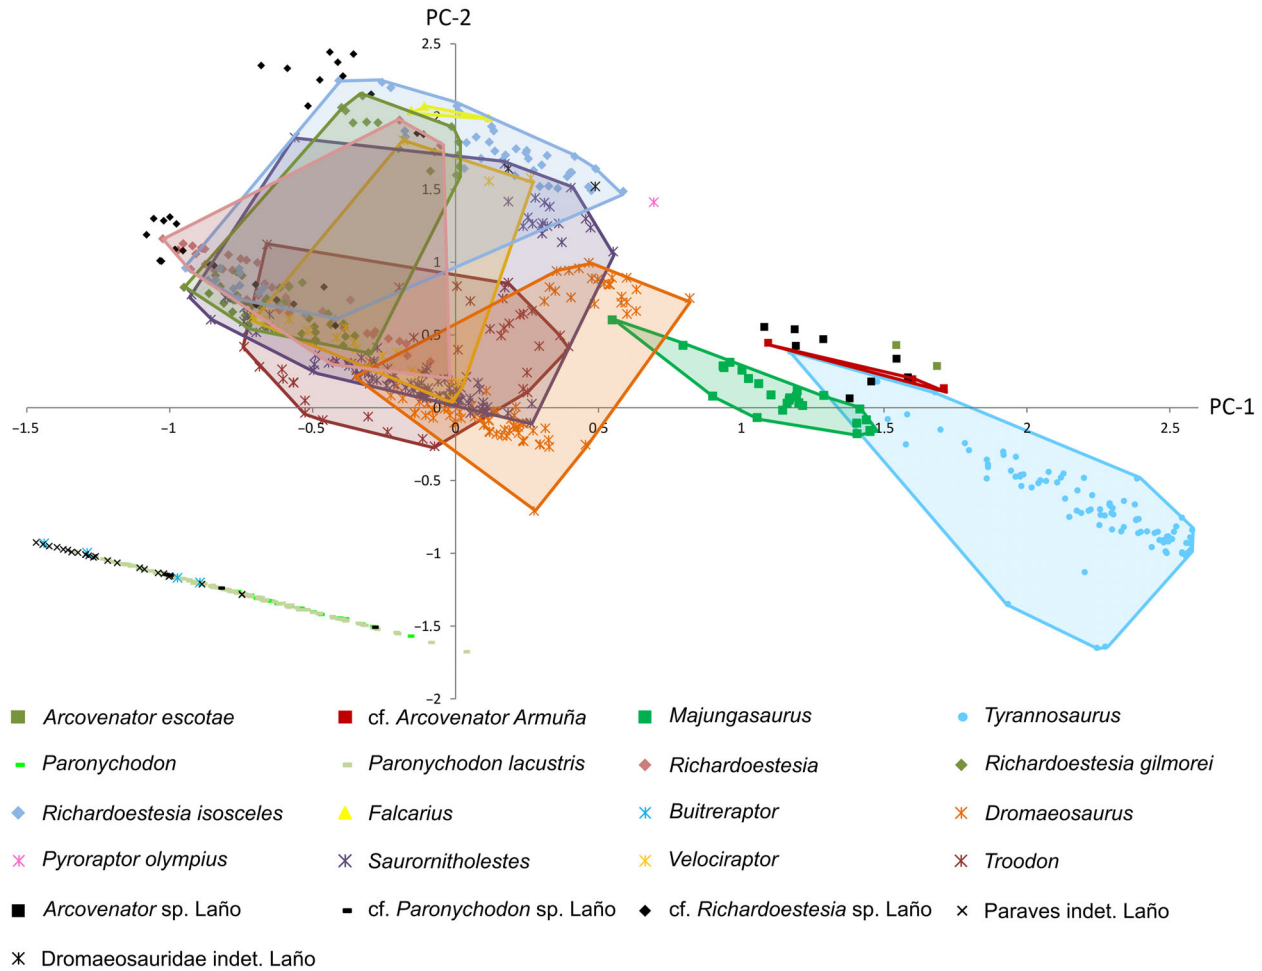 PC-2
2.5
2
1.5
1
0.5
0
−0.5
−1
−1.5
−2
−1.5 −1 −0.5 0.5 1 1.5 2 2.5 PC-1
Arcovenator escotae cf. Arcovenator Armuña Majungasaurus Tyrannosaurus
Paronychodon Paronychodon lacustris Richardoestesia Richardoestesia gilmorei
Richardoestesia isosceles Falcarius Buitreraptor Dromaeosaurus
Pyroraptor olympius Saurornitholestes Velociraptor Troodon
Arcovenator sp. Laño cf. Paronychodon sp. Laño cf. Richardoestesia sp. Laño Paraves indet. Laño
Dromaeosauridae indet. Laño